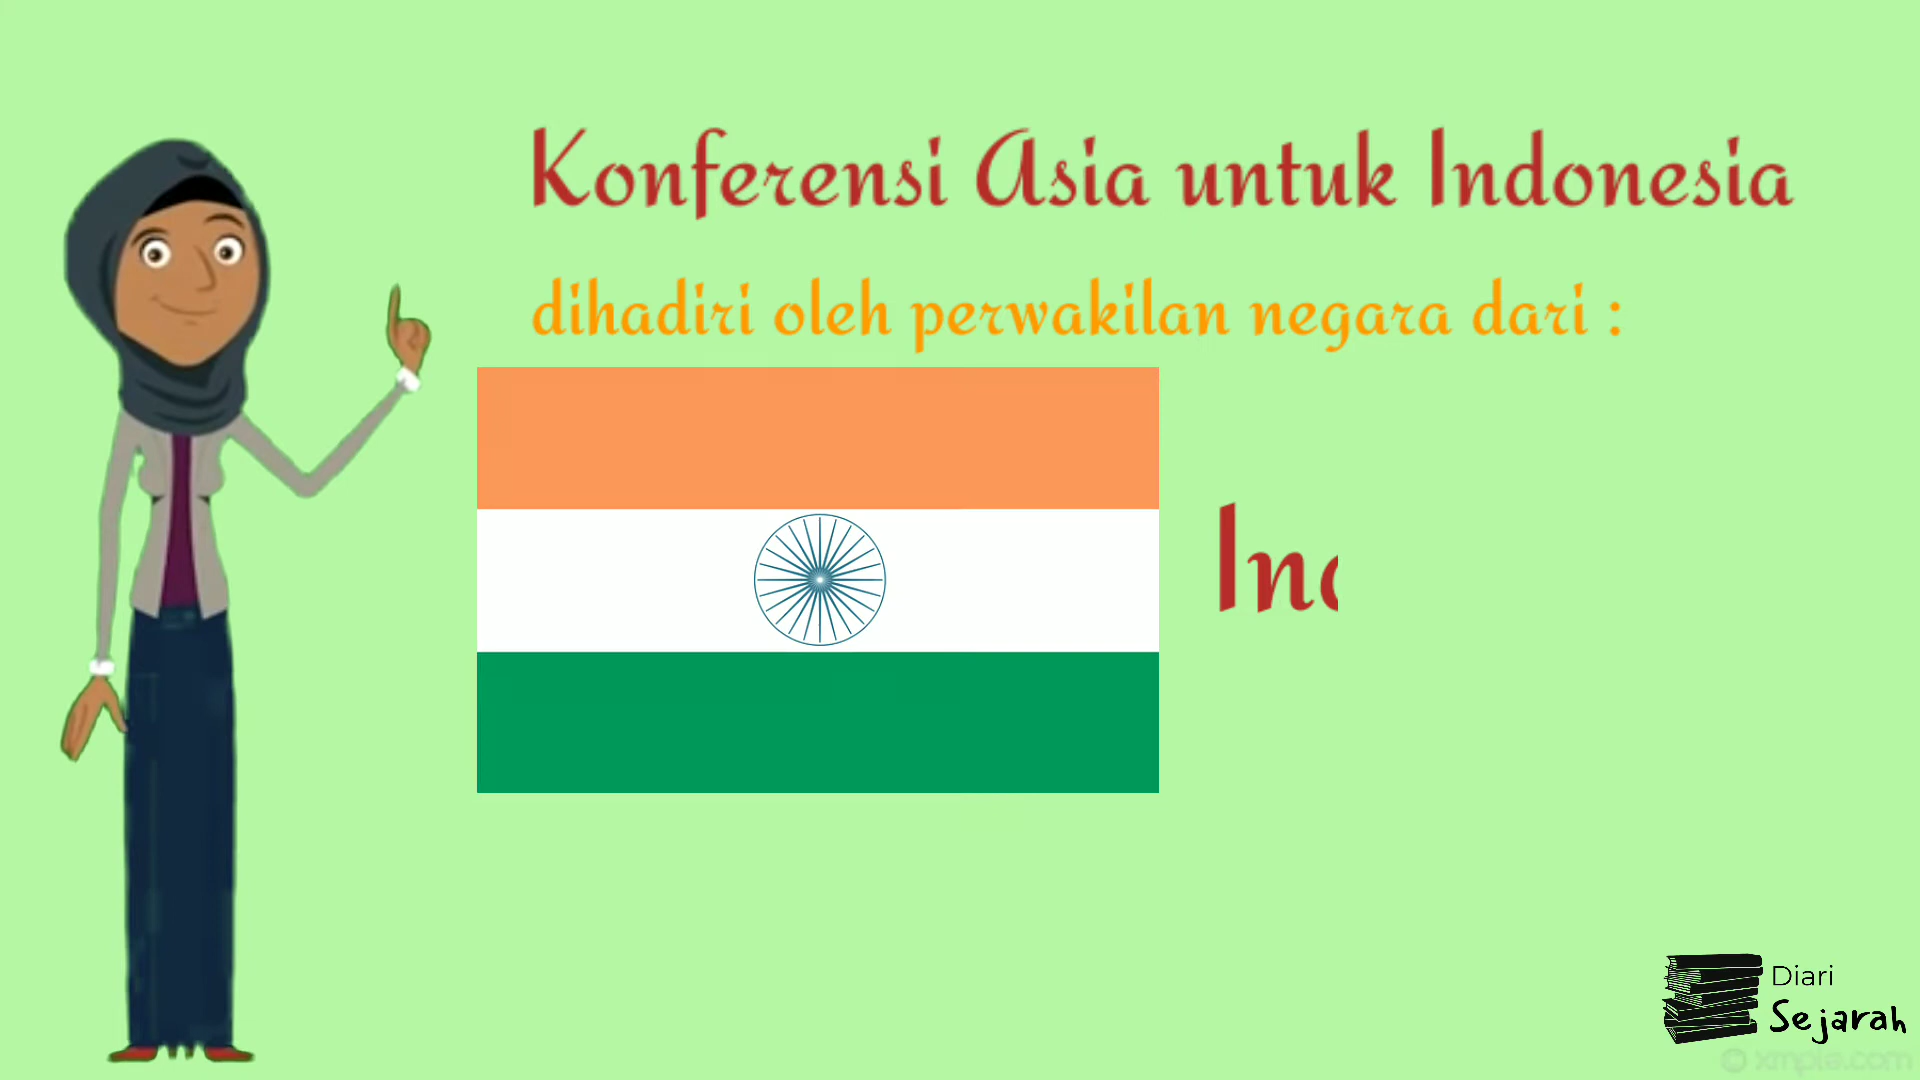 Konferensi Asia untuk Indonesia
dihadiri oleh perwakilan negara dari :
In
Diari
Sejarah